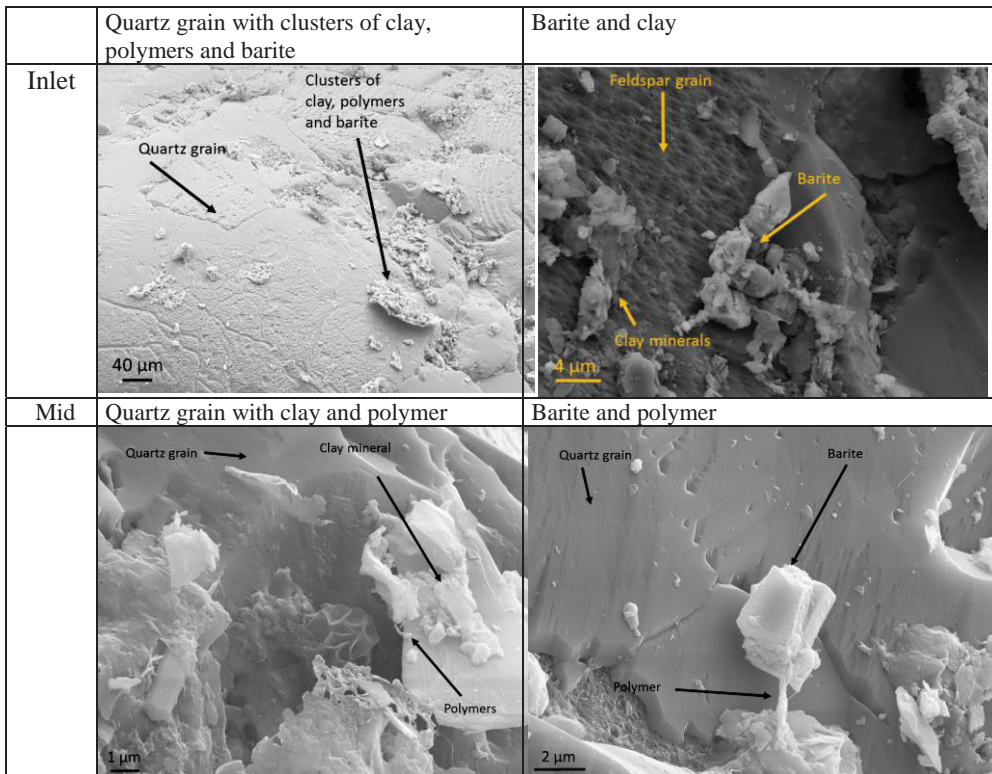 Quartz grain with clusters of clay,
polymers and barite
Barite and clay
Inlet
Clusters of
clay, polymers
and barite
Quartz grain
40 µm
Feldspar grain
Barite
Clay minerals
4 µm
Mid
Quartz grain with clay and polymer
Barite and polymer
Quartz grain
Clay mineral
Polymers
1 µm
Quartz grain
Barite
Polymer
2 µm